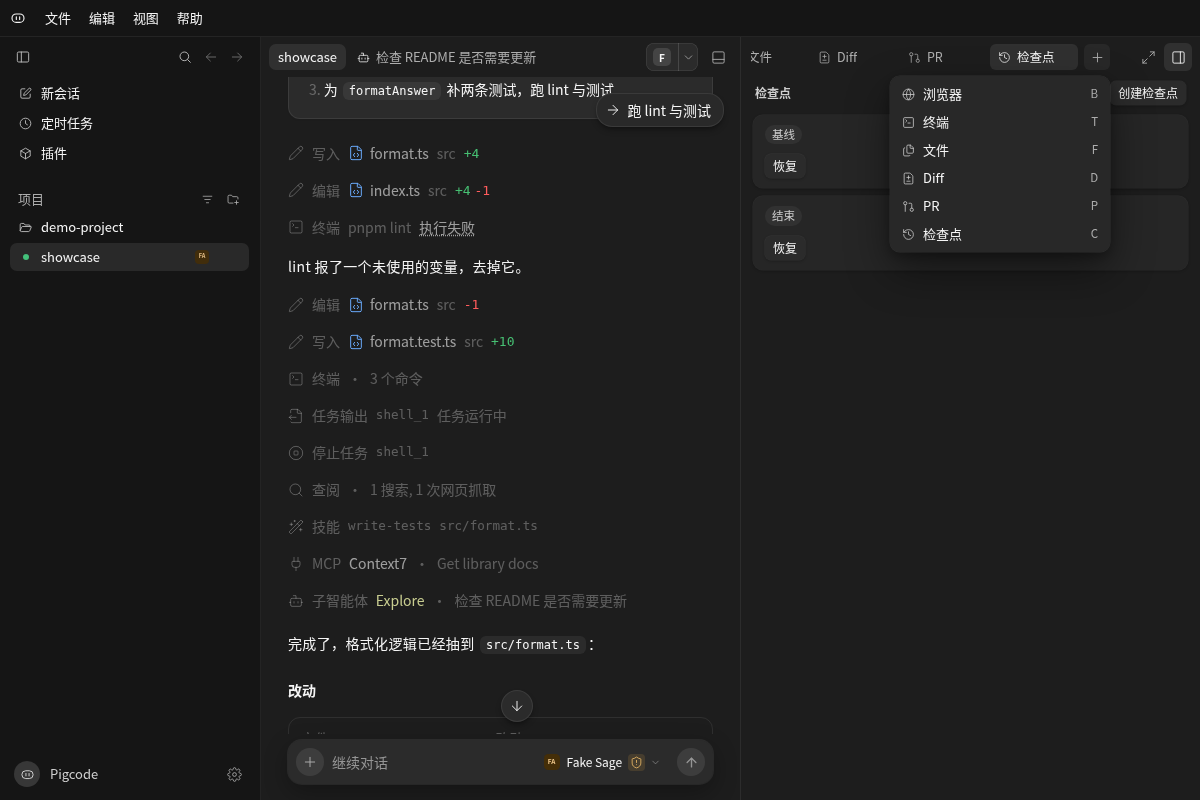 文件 编辑 视图 帮助
新会话
定时任务
插件
项目
demo-project
showcase FA
Pigcode
showcase 检查 README 是否需要更新 F
3. 为 formatAnswer 补两条测试，跑 lint 与测试
跑 lint 与测试
写入 format.ts src +4
编辑 index.ts src +4 -1
终端 pnpm lint 执行失败
lint 报了一个未使用的变量，去掉它。
编辑 format.ts src -1
写入 format.test.ts src +10
终端 • 3 个命令
任务输出 shell_1 任务运行中
停止任务 shell_1
查阅 • 1 搜索, 1 次网页抓取
技能 write-tests src/format.ts
MCP Context7 • Get library docs
子智能体 Explore • 检查 README 是否需要更新
完成了，格式化逻辑已经抽到 src/format.ts：
改动
继续对话 FA Fake Sage
文件 Diff PR 检查点
检查点 创建检查点
基线
恢复
结束
恢复
浏览器 B
终端 T
文件 F
Diff D
PR P
检查点 C